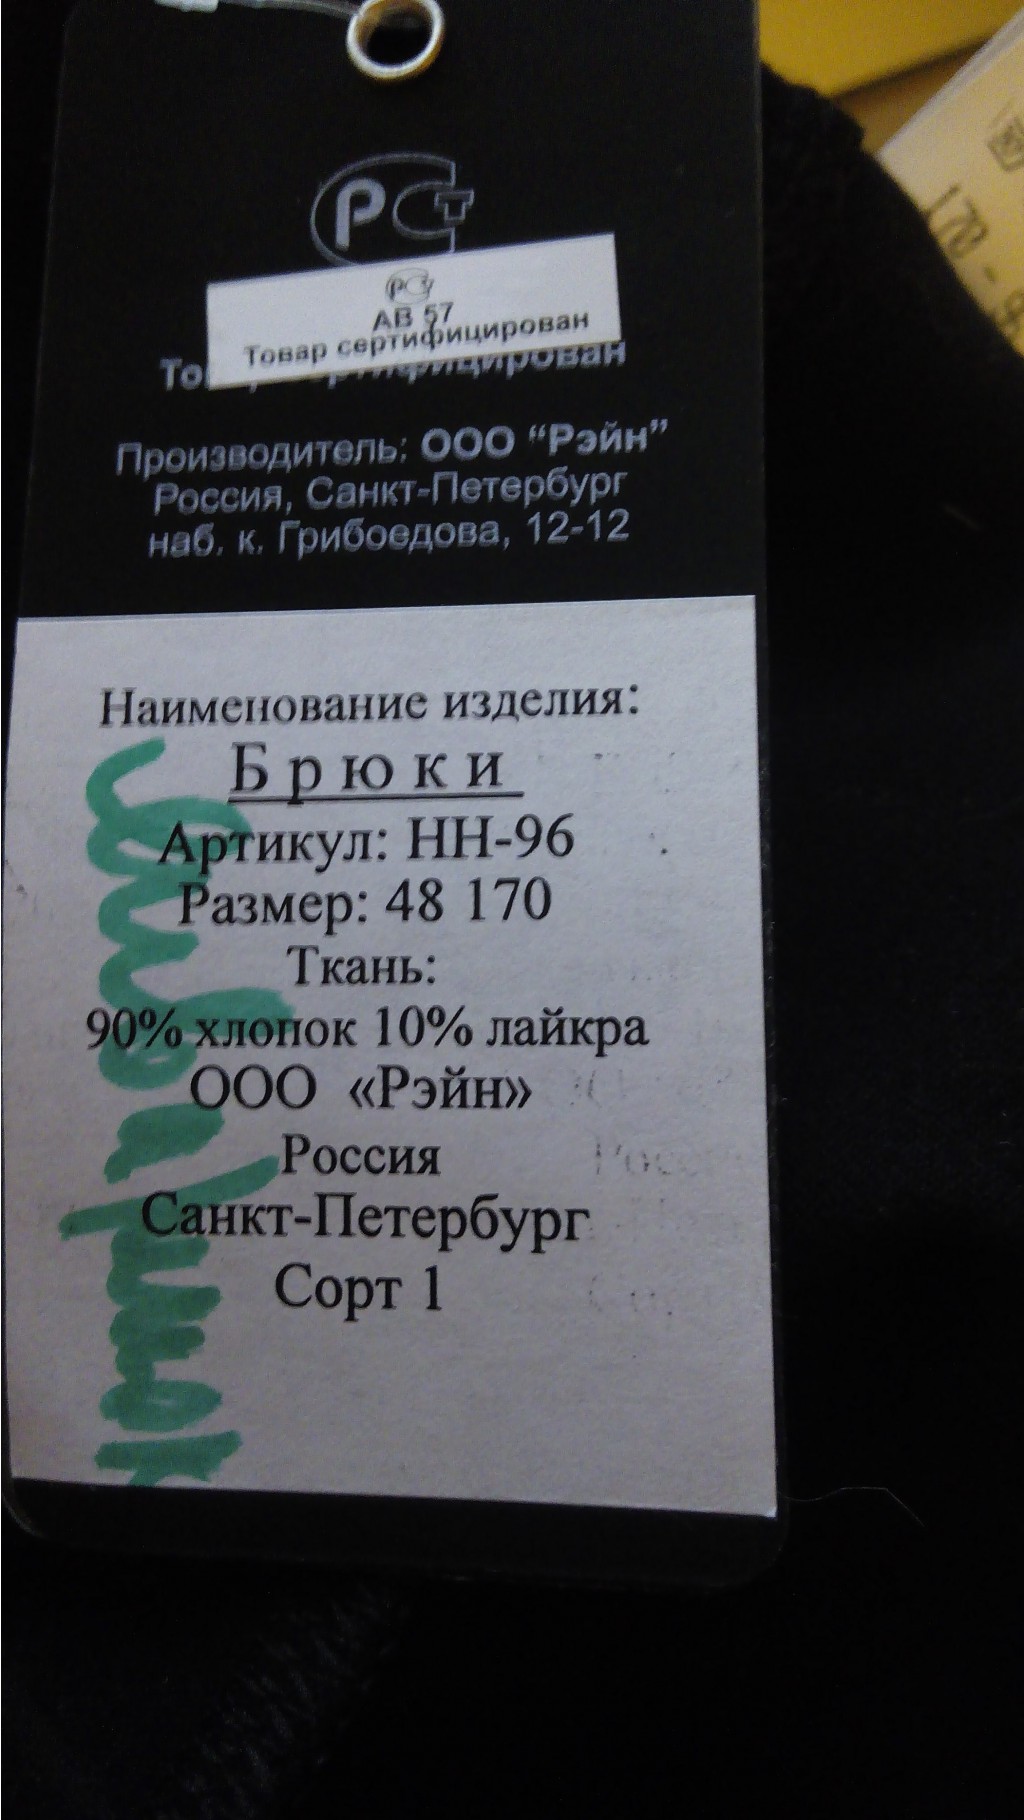 РСТ
РСТ
АВ 57
Товар сертифицирован
Товар сертифицирован
Производитель: ООО “Рэйн”
Россия, Санкт-Петербург
наб. к. Грибоедова, 12-12
Наименование изделия:
Брюки
Артикул: НН-96
Размер: 48 170
Ткань:
90% хлопок 10% лайкра
ООО «Рэйн»
Россия
Санкт-Петербург
Сорт 1
170